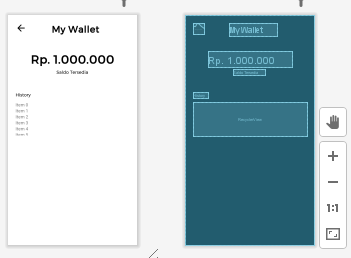 My Wallet
Rp. 1.000.000
Saldo Tersedia
History
Item 0
Item 1
Item 2
Item 3
Item 4
Item 5
My Wallet
Rp. 1.000.000
Saldo Tersedia
History
RecyclerView
1:1